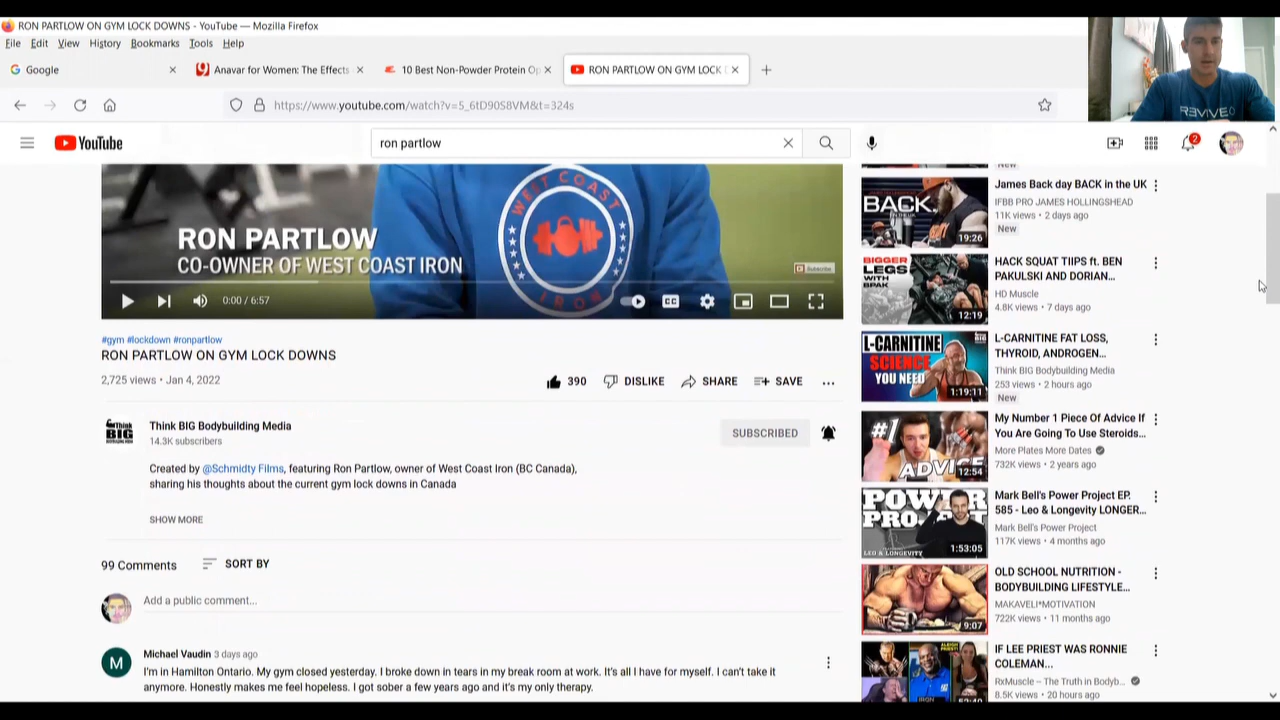 RON PARTLOW ON GYM LOCK DOWNS - YouTube — Mozilla Firefox
File Edit View History Bookmarks Tools Help
Google
Anavar for Women: The Effects
10 Best Non-Powder Protein Op
RON PARTLOW ON GYM LOCK
https://www.youtube.com/watch?v=5_6tD90S8VM&t=324s
REVIVE
YouTube
ron partlow
2
WEST COAST
IRON
RON PARTLOW
CO-OWNER OF WEST COAST IRON
Subscribe
0:00 / 6:57
CC
#gym #lockdown #ronpartlow
RON PARTLOW ON GYM LOCK DOWNS
2,725 views • Jan 4, 2022
390
DISLIKE
SHARE
SAVE
Think BIG
Think BIG Bodybuilding Media
14.3K subscribers
SUBSCRIBED
Created by @Schmidty Films, featuring Ron Partlow, owner of West Coast Iron (BC Canada),
sharing his thoughts about the current gym lock downs in Canada
SHOW MORE
99 Comments
SORT BY
Add a public comment...
M
Michael Vaudin 3 days ago
I'm in Hamilton Ontario. My gym closed yesterday. I broke down in tears in my break room at work. It's all I have for myself. I can't take it
anymore. Honestly makes me feel hopeless. I got sober a few years ago and it's my only therapy.
New
BACK.
19:26
James Back day BACK in the UK
IFBB PRO JAMES HOLLINGSHEAD
11K views • 2 days ago
New
BIGGER
LEGS WITH
BPAK
12:19
HACK SQUAT TIIPS ft. BEN
PAKULSKI AND DORIAN...
HD Muscle
4.8K views • 7 days ago
L-CARNITINE
SCIENCE
YOU NEED
1:19:11
L-CARNITINE FAT LOSS,
THYROID, ANDROGEN...
Think BIG Bodybuilding Media
253 views • 2 hours ago
New
#1
ADVICE
12:54
My Number 1 Piece Of Advice If
You Are Going To Use Steroids...
More Plates More Dates
732K views • 2 years ago
POWER
PRO
LEO & LONGEVITY
1:53:05
Mark Bell's Power Project EP.
585 - Leo & Longevity LONGER...
Mark Bell's Power Project
117K views • 4 months ago
9:07
OLD SCHOOL NUTRITION -
BODYBUILDING LIFESTYLE...
MAKAVELI*MOTIVATION
722K views • 11 months ago
IRON
IF LEE PRIEST WAS RONNIE
COLEMAN...
RxMuscle – The Truth in Bodyb...
8.5K views • 20 hours ago